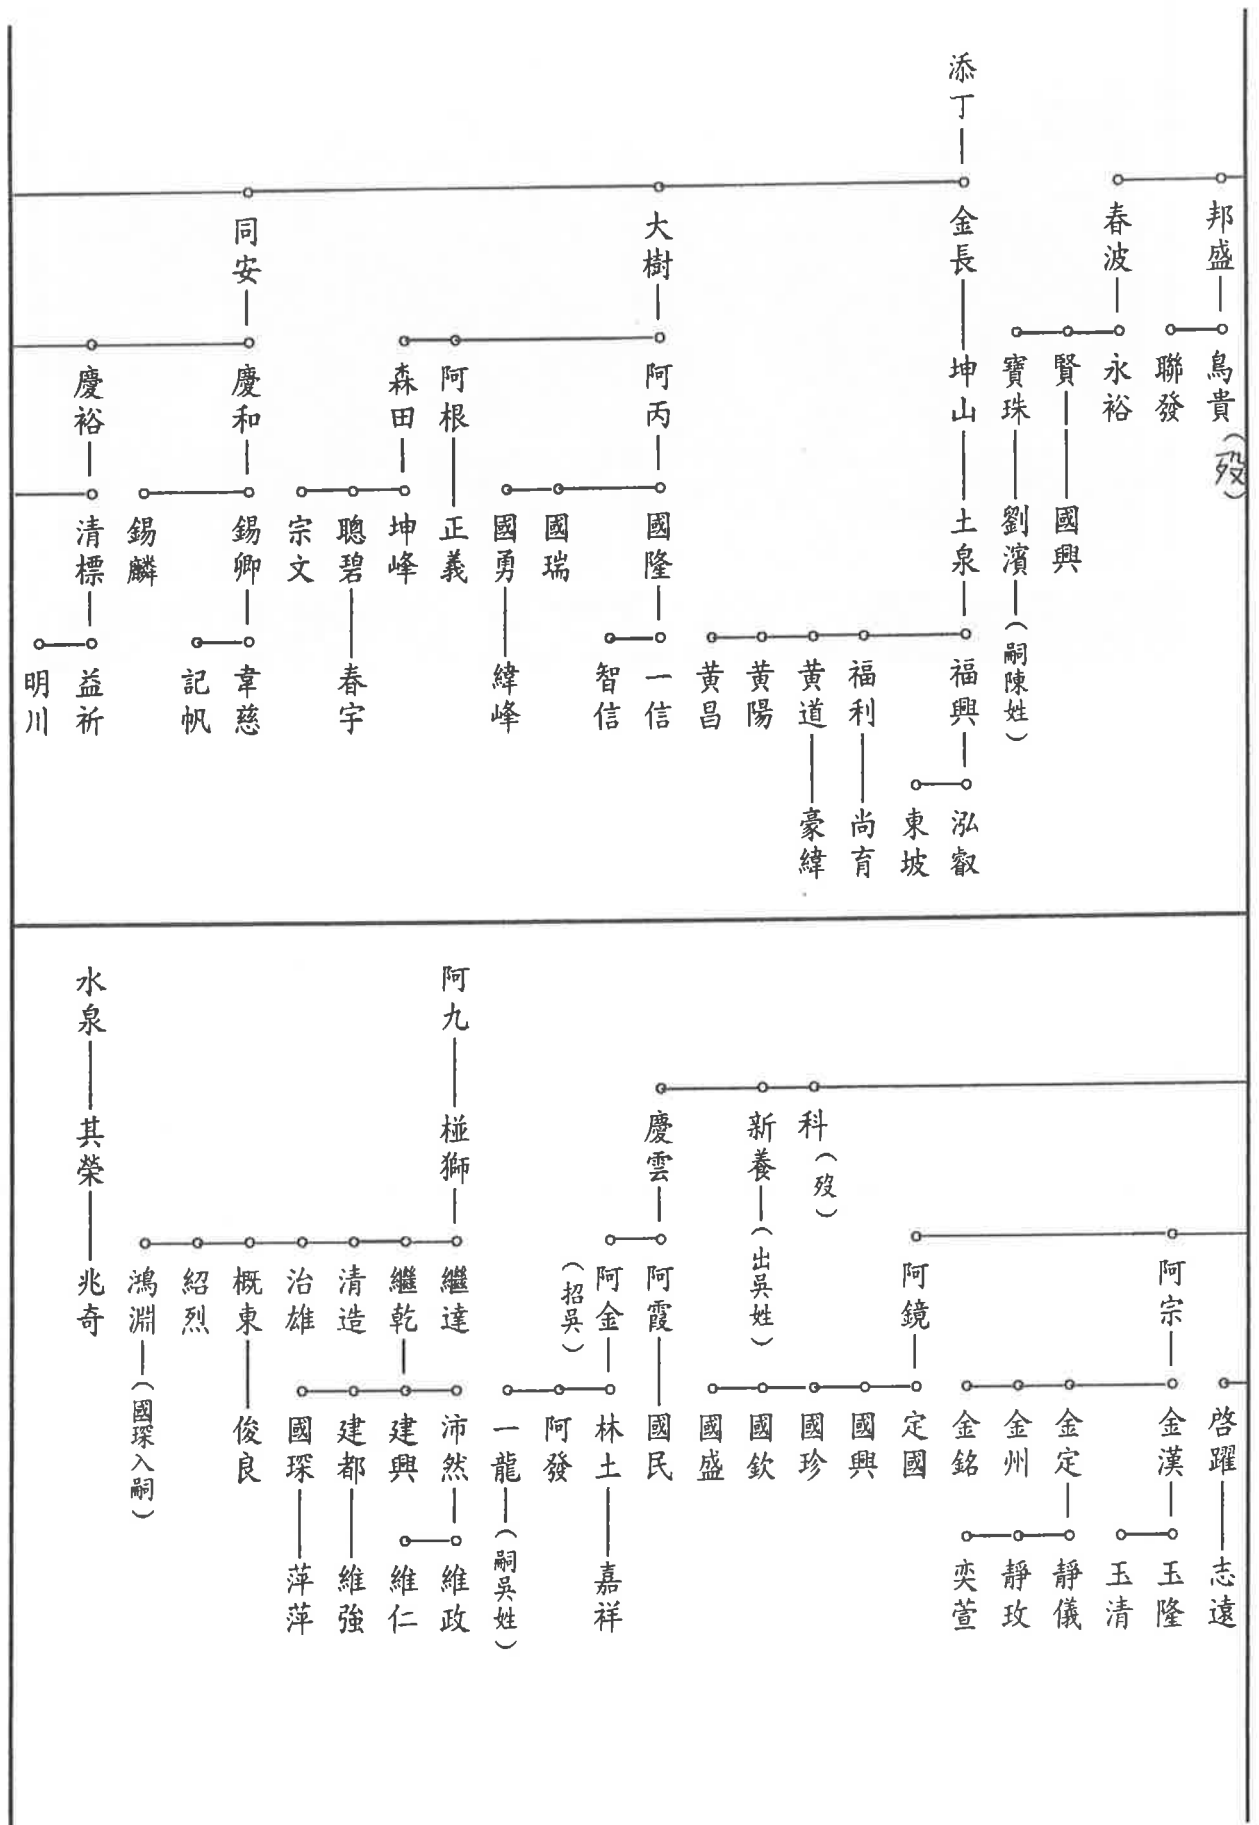 邦盛
鳥貴
(歿)
聯發
春波
永裕
賢
國興
寶珠
劉濱
(嗣陳姓)
添丁
金長
坤山
土泉
福興
泓叡
東坡
福利
尚育
黃道
豪緯
黃陽
黃昌
大樹
阿丙
國隆
一信
智信
國瑞
國勇
緯峰
阿根
正義
森田
坤峰
聰碧
春宇
宗文
同安
慶和
錫卿
韋慈
記帆
錫麟
慶裕
清標
益祈
明川
啓躍
志遠
阿宗
金漢
玉隆
玉清
金定
靜儀
靜玫
奕萱
金州
金銘
阿鏡
定國
國興
國珍
國欽
國盛
科
(歿)
新養
(出吳姓)
慶雲
阿霞
國民
阿金
(招吳)
林土
嘉祥
阿發
一龍
(嗣吳姓)
阿九
椪獅
繼達
繼乾
沛然
維政
維仁
建興
建都
維強
國琛
萍萍
清造
治雄
概東
俊良
紹烈
鴻淵
(國琛入嗣)
水泉
其榮
兆奇